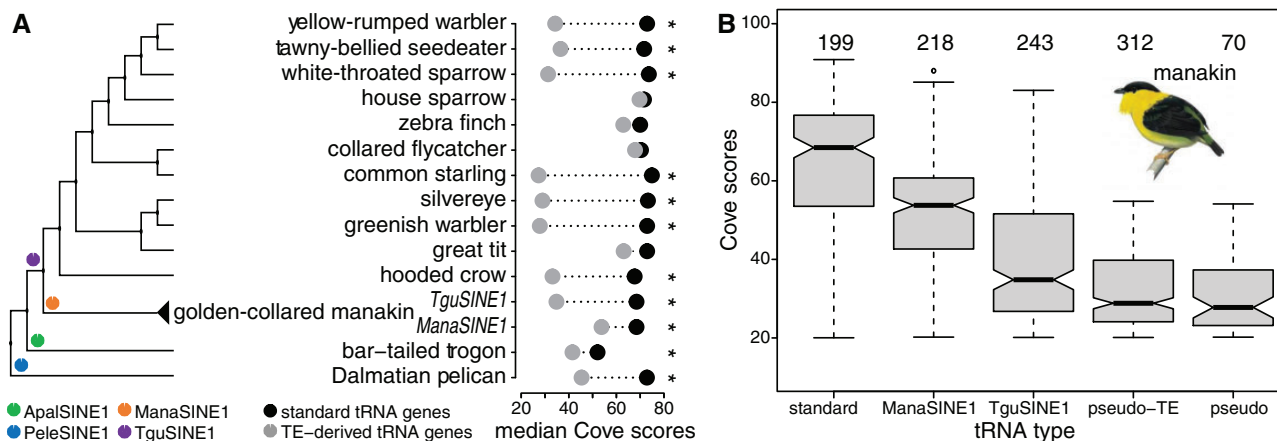 A
yellow-rumped warbler *
tawny-bellied seedeater *
white-throated sparrow *
house sparrow
zebra finch
collared flycatcher
common starling *
silvereye *
greenish warbler *
great tit
hooded crow *
TguSINE1 *
golden-collared manakin
ManaSINE1 *
bar-tailed trogon *
Dalmatian pelican *
20 40 60 80
median Cove scores
ApalSINE1 ManaSINE1 standard tRNA genes
PeleSINE1 TguSINE1 TE-derived tRNA genes
B
100
80
60
40
20
Cove scores
199 218 243 312 70
manakin
standard ManaSINE1 TguSINE1 pseudo-TE pseudo
tRNA type